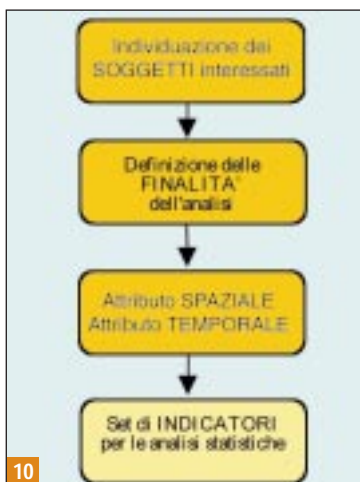 Individuazione dei
SOGGETTI interessati
Definizione delle
FINALITA'
dell'analisi
Attributo SPAZIALE
Attributo TEMPORALE
Set di INDICATORI
per le analisi statistiche
10